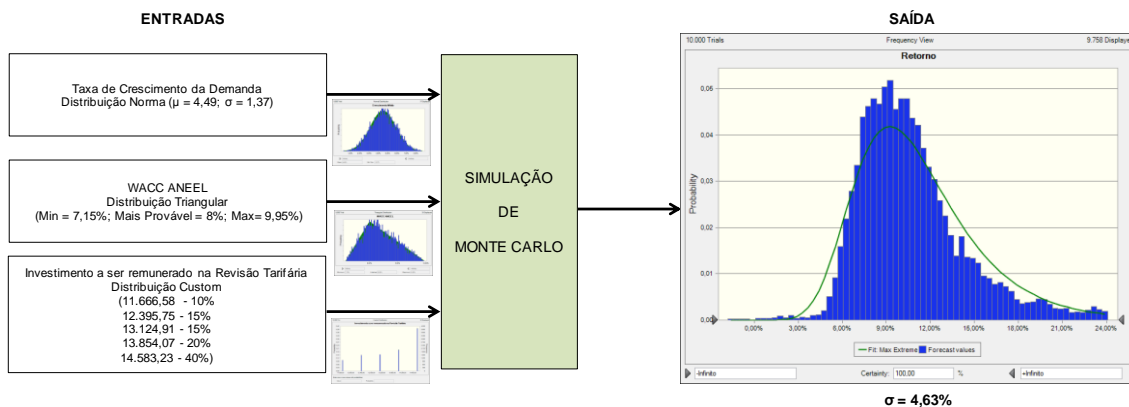 ENTRADAS
Taxa de Crescimento da Demanda
Distribuição Norma (μ = 4,49; σ = 1,37)
WACC ANEEL
Distribuição Triangular
(Min = 7,15%; Mais Provável = 8%; Max= 9,95%)
Investimento a ser remunerado na Revisão Tarifária
Distribuição Custom
(11.666,58 - 10%
12.395,75 - 15%
13.124,91 - 15%
13.854,07 - 20%
14.583,23 - 40%)
SIMULAÇÃO
DE
MONTE CARLO
SAÍDA
10.000 Trials Frequency View 9.758 Displaye
Retorno
Probability
0,06
0,05
0,04
0,03
0,02
0,01
0,00
0,00% 3,00% 6,00% 9,00% 12,00% 15,00% 18,00% 21,00% 24,00%
Fit: Max Extreme Forecast values
-Infinito Certainty: 100,00 % +Infinito
σ = 4,63%